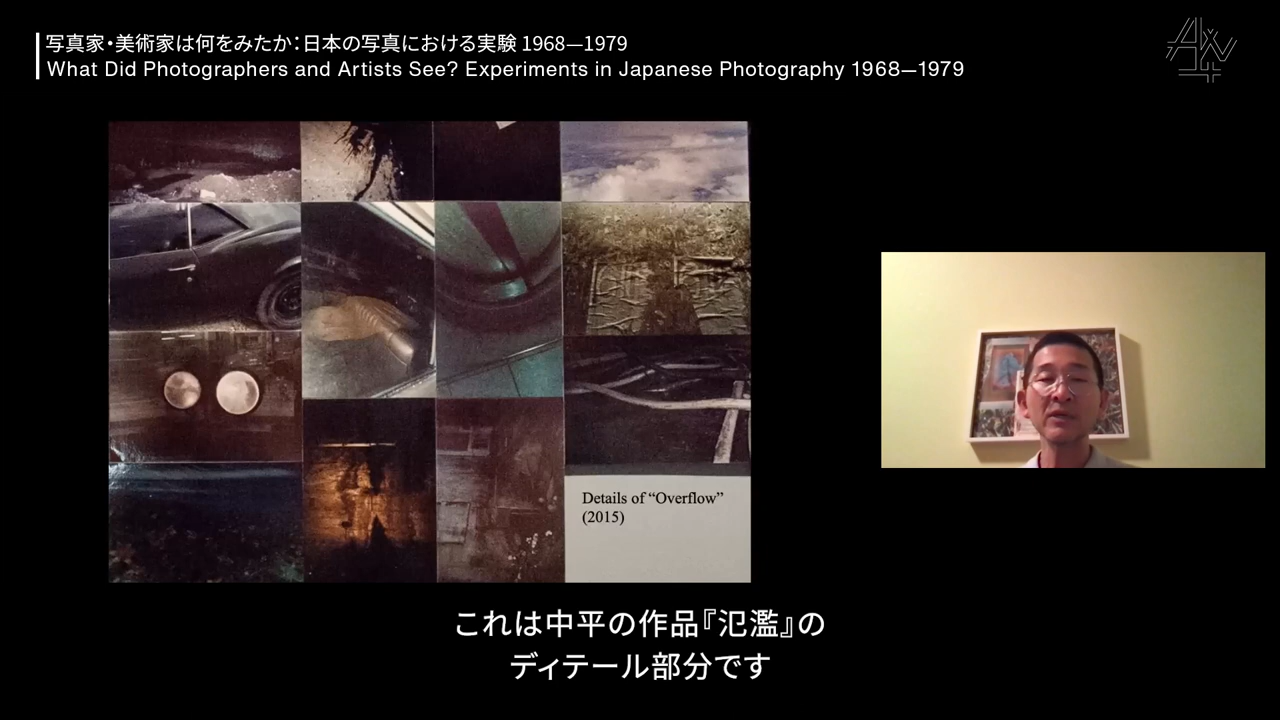 写真家・美術家は何をみたか：日本の写真における実験 1968—1979
What Did Photographers and Artists See? Experiments in Japanese Photography 1968—1979
Details of “Overflow”
(2015)
これは中平の作品『氾濫』の
ディテール部分です